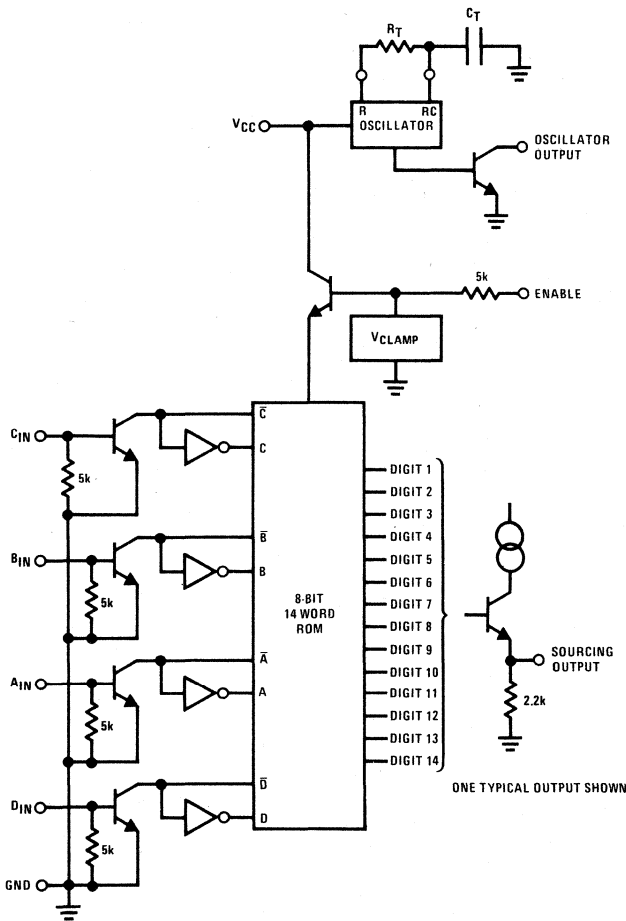 CT
RT
R RC
OSCILLATOR
VCC
OSCILLATOR
OUTPUT
5k
ENABLE
VCLAMP
CIN
C̅
C
5k
DIGIT 1
DIGIT 2
DIGIT 3
DIGIT 4
DIGIT 5
DIGIT 6
DIGIT 7
DIGIT 8
DIGIT 9
DIGIT 10
DIGIT 11
DIGIT 12
DIGIT 13
DIGIT 14
BIN
B̅
B
5k
8-BIT
14 WORD
ROM
SOURCING
OUTPUT
2.2k
AIN
A̅
A
5k
ONE TYPICAL OUTPUT SHOWN
DIN
D̅
D
5k
GND